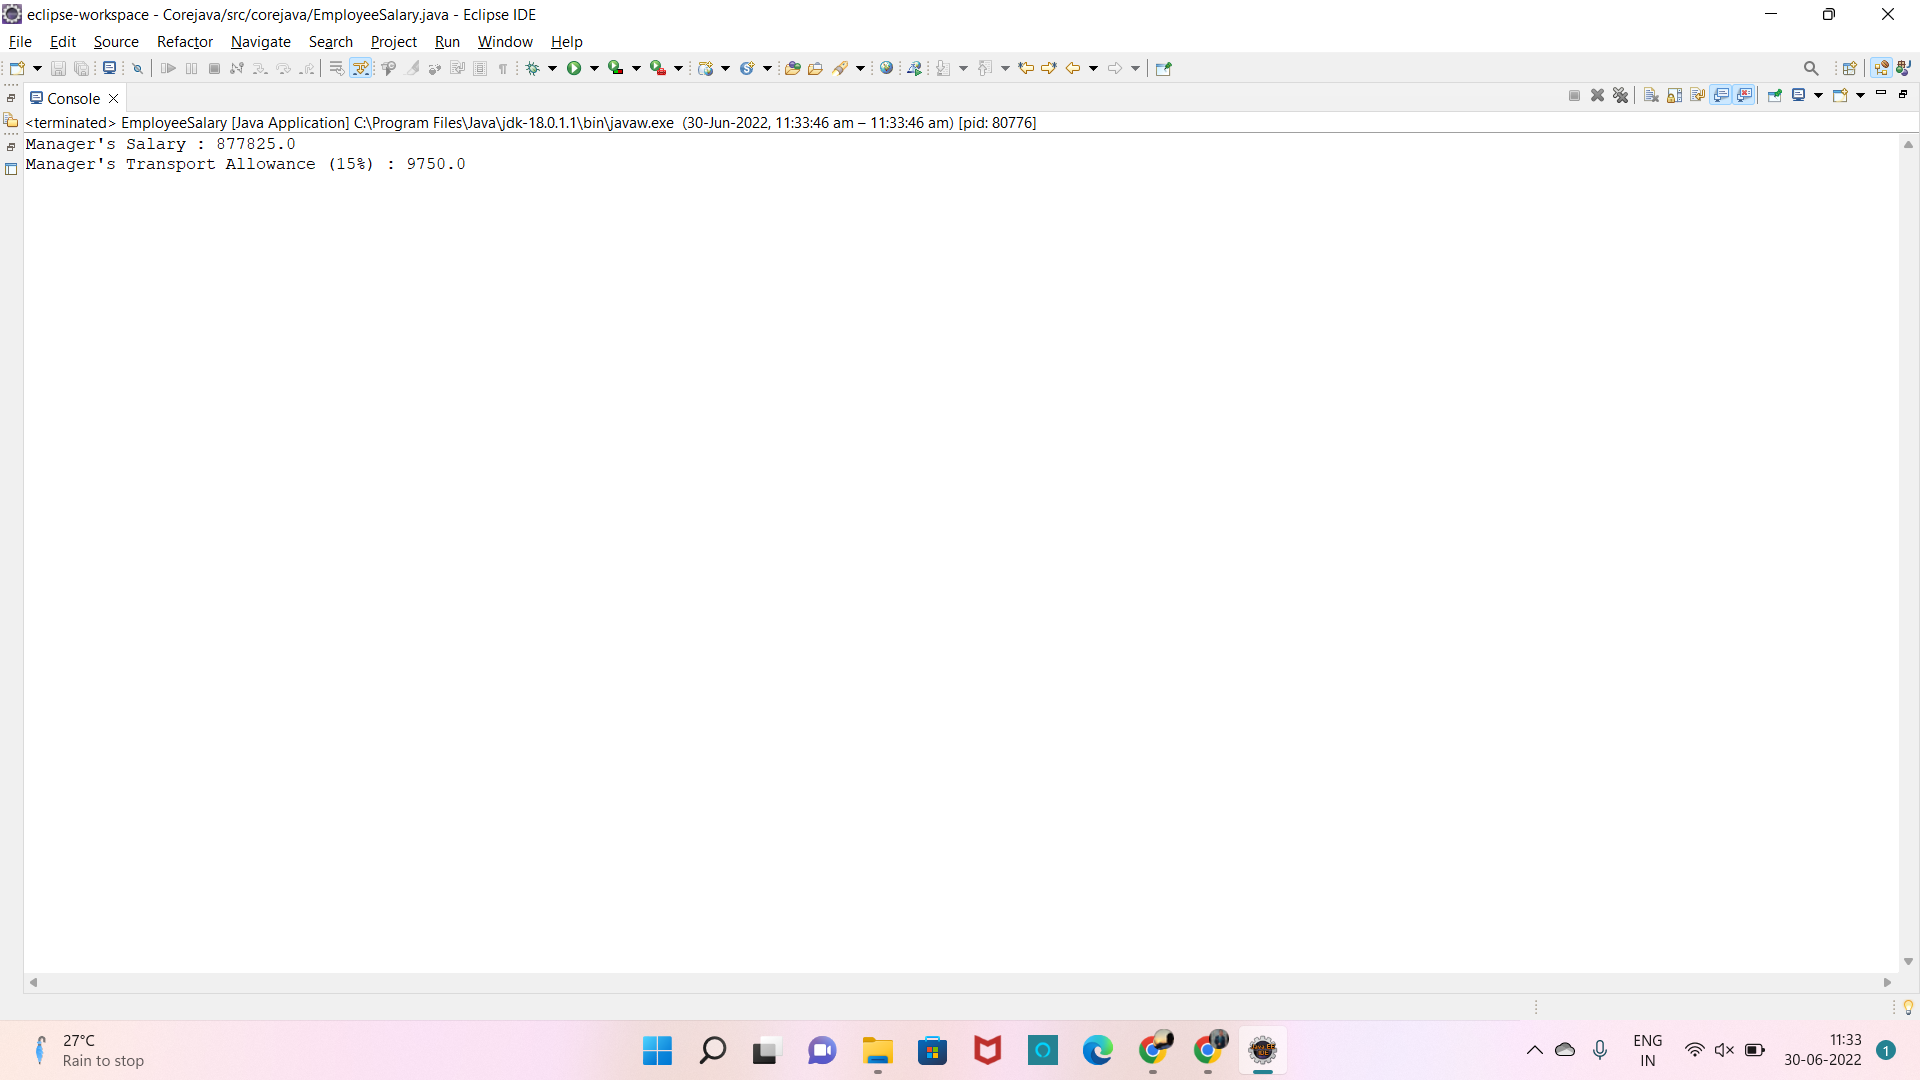 eclipse-workspace - Corejava/src/corejava/EmployeeSalary.java - Eclipse IDE
File Edit Source Refactor Navigate Search Project Run Window Help
Console
<terminated> EmployeeSalary [Java Application] C:\Program Files\Java\jdk-18.0.1.1\bin\javaw.exe (30-Jun-2022, 11:33:46 am – 11:33:46 am) [pid: 80776]
Manager's Salary : 877825.0
Manager's Transport Allowance (15%) : 9750.0
27°C
Rain to stop
ENG
IN
11:33
30-06-2022
1